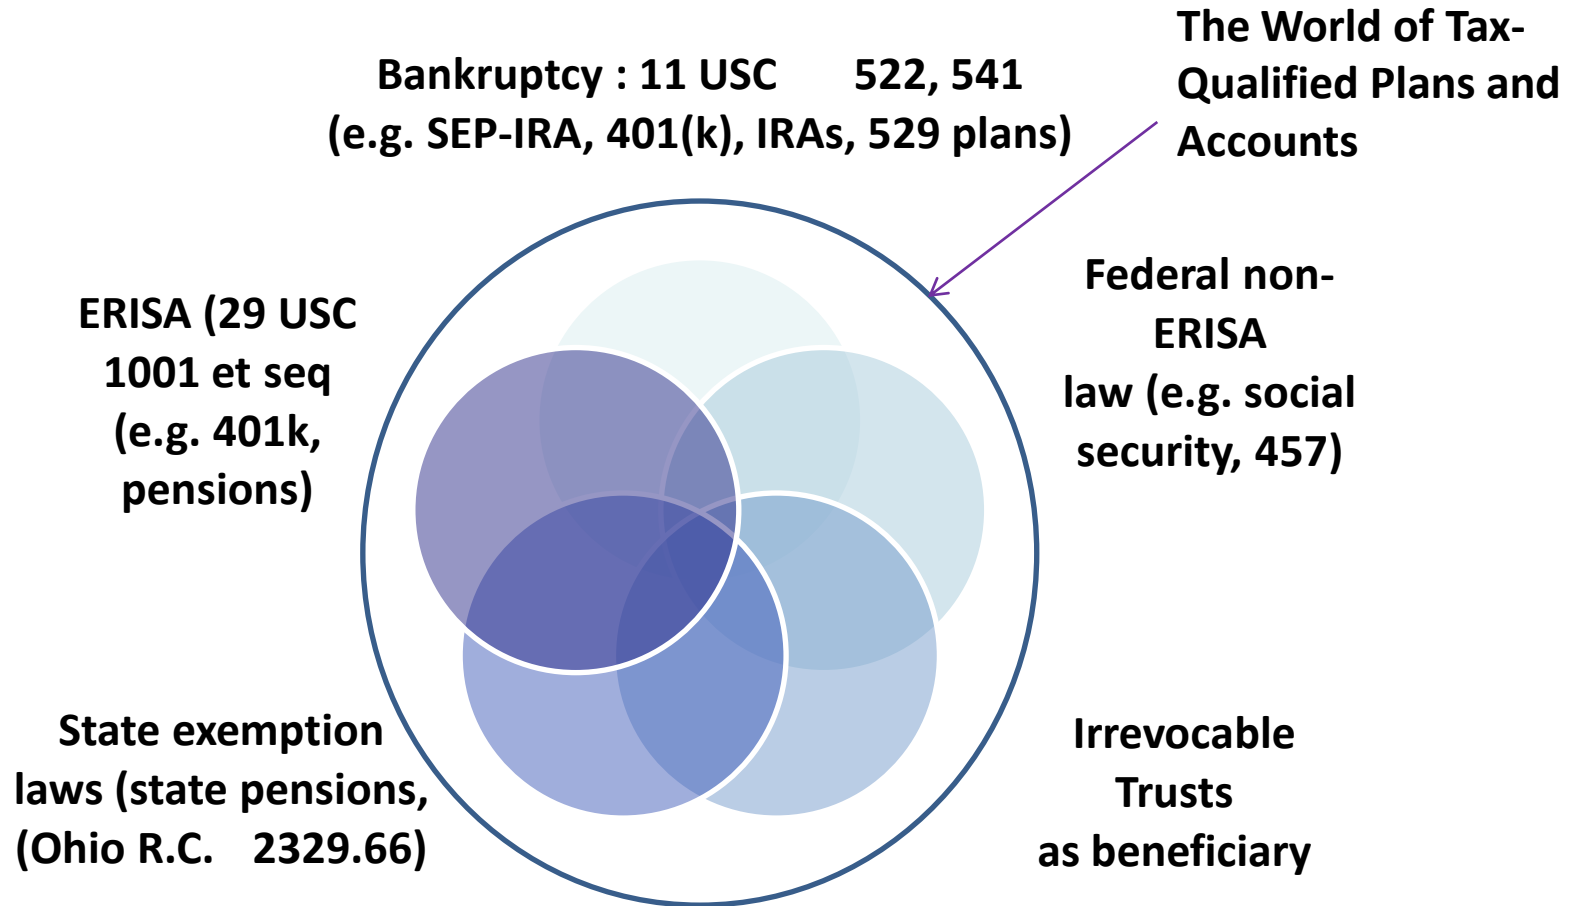 The World of Tax-
Qualified Plans and
Accounts
Bankruptcy : 11 USC 522, 541
(e.g. SEP-IRA, 401(k), IRAs, 529 plans)
ERISA (29 USC
1001 et seq
(e.g. 401k,
pensions)
Federal non-
ERISA
law (e.g. social
security, 457)
State exemption
laws (state pensions,
(Ohio R.C. 2329.66)
Irrevocable
Trusts
as beneficiary